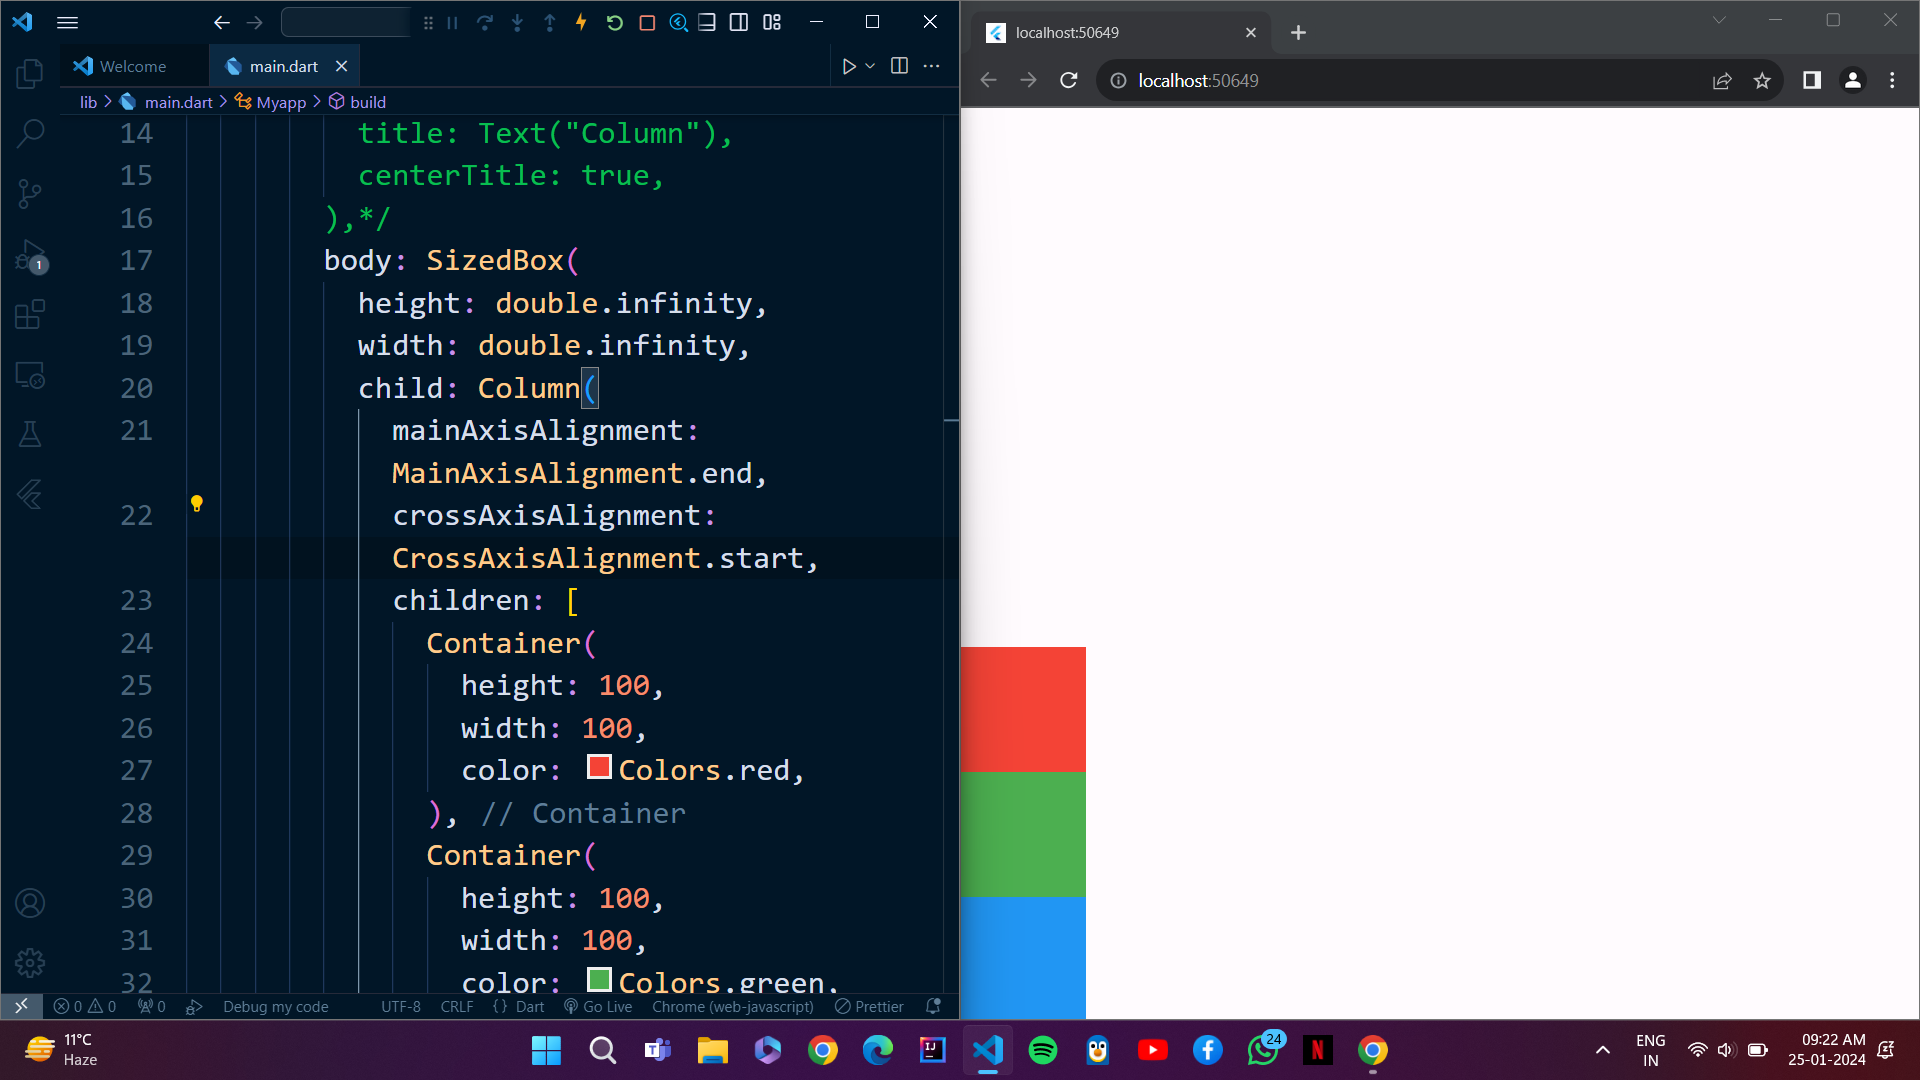 Welcome
main.dart
lib > main.dart > Myapp > build
14 title: Text("Column"),
15 centerTitle: true,
16 ),*/
17 body: SizedBox(
18 height: double.infinity,
19 width: double.infinity,
20 child: Column(
21 mainAxisAlignment:
MainAxisAlignment.end,
22 crossAxisAlignment:
CrossAxisAlignment.start,
23 children: [
24 Container(
25 height: 100,
26 width: 100,
27 color: Colors.red,
28 ), // Container
29 Container(
30 height: 100,
31 width: 100,
32 color: Colors.green,
1
0 0 0 Debug my code UTF-8 CRLF {} Dart Go Live Chrome (web-javascript) Prettier
localhost:50649
localhost:50649
11°C
Haze
24
ENG
IN
09:22 AM
25-01-2024